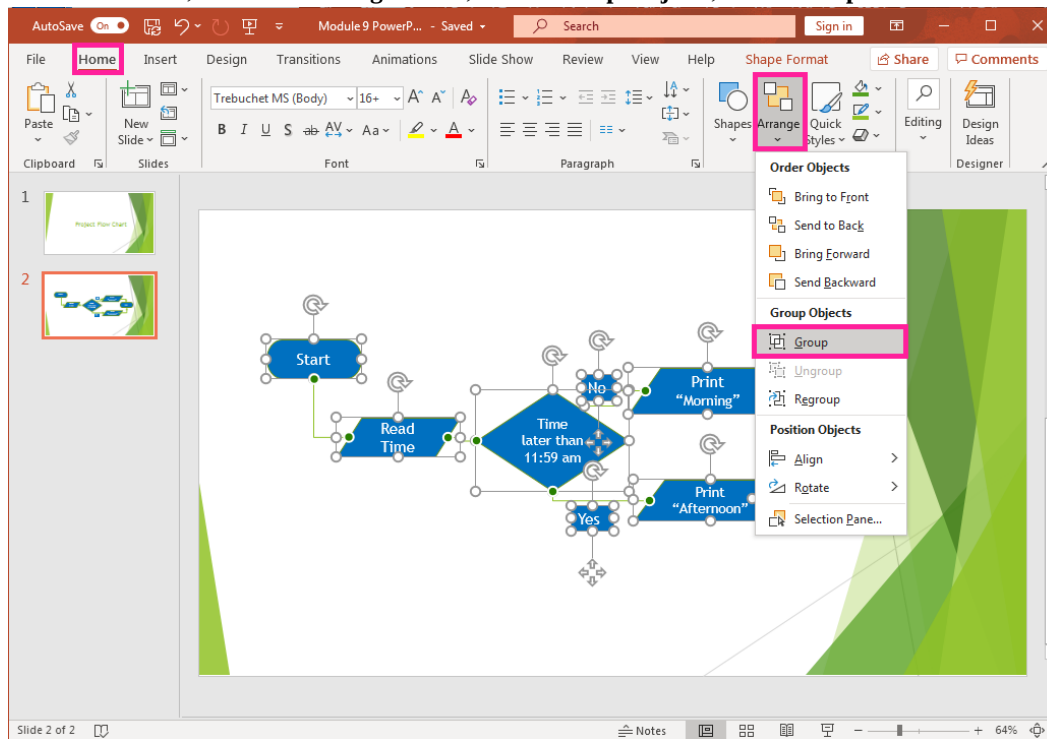 AutoSave On Module 9 PowerP... - Saved Search Sign in
File Home Insert Design Transitions Animations Slide Show Review View Help Shape Format Share Comments
Trebuchet MS (Body) 16+ A A A
Paste New Shapes Arrange Quick Editing Design
Slide Styles Ideas
B I U S ab AV Aa A
Clipboard Slides Font Paragraph Designer
Order Objects
Bring to Front
Send to Back
Bring Forward
Send Backward
Group Objects
Group
Ungroup
Regroup
Position Objects
Align
Rotate
Selection Pane...
1
Project Flow Chart
2
Start
Read
Time
Time
later than
11:59 am
No
Yes
Print
“Morning”
Print
“Afternoon”
Slide 2 of 2 Notes 64%